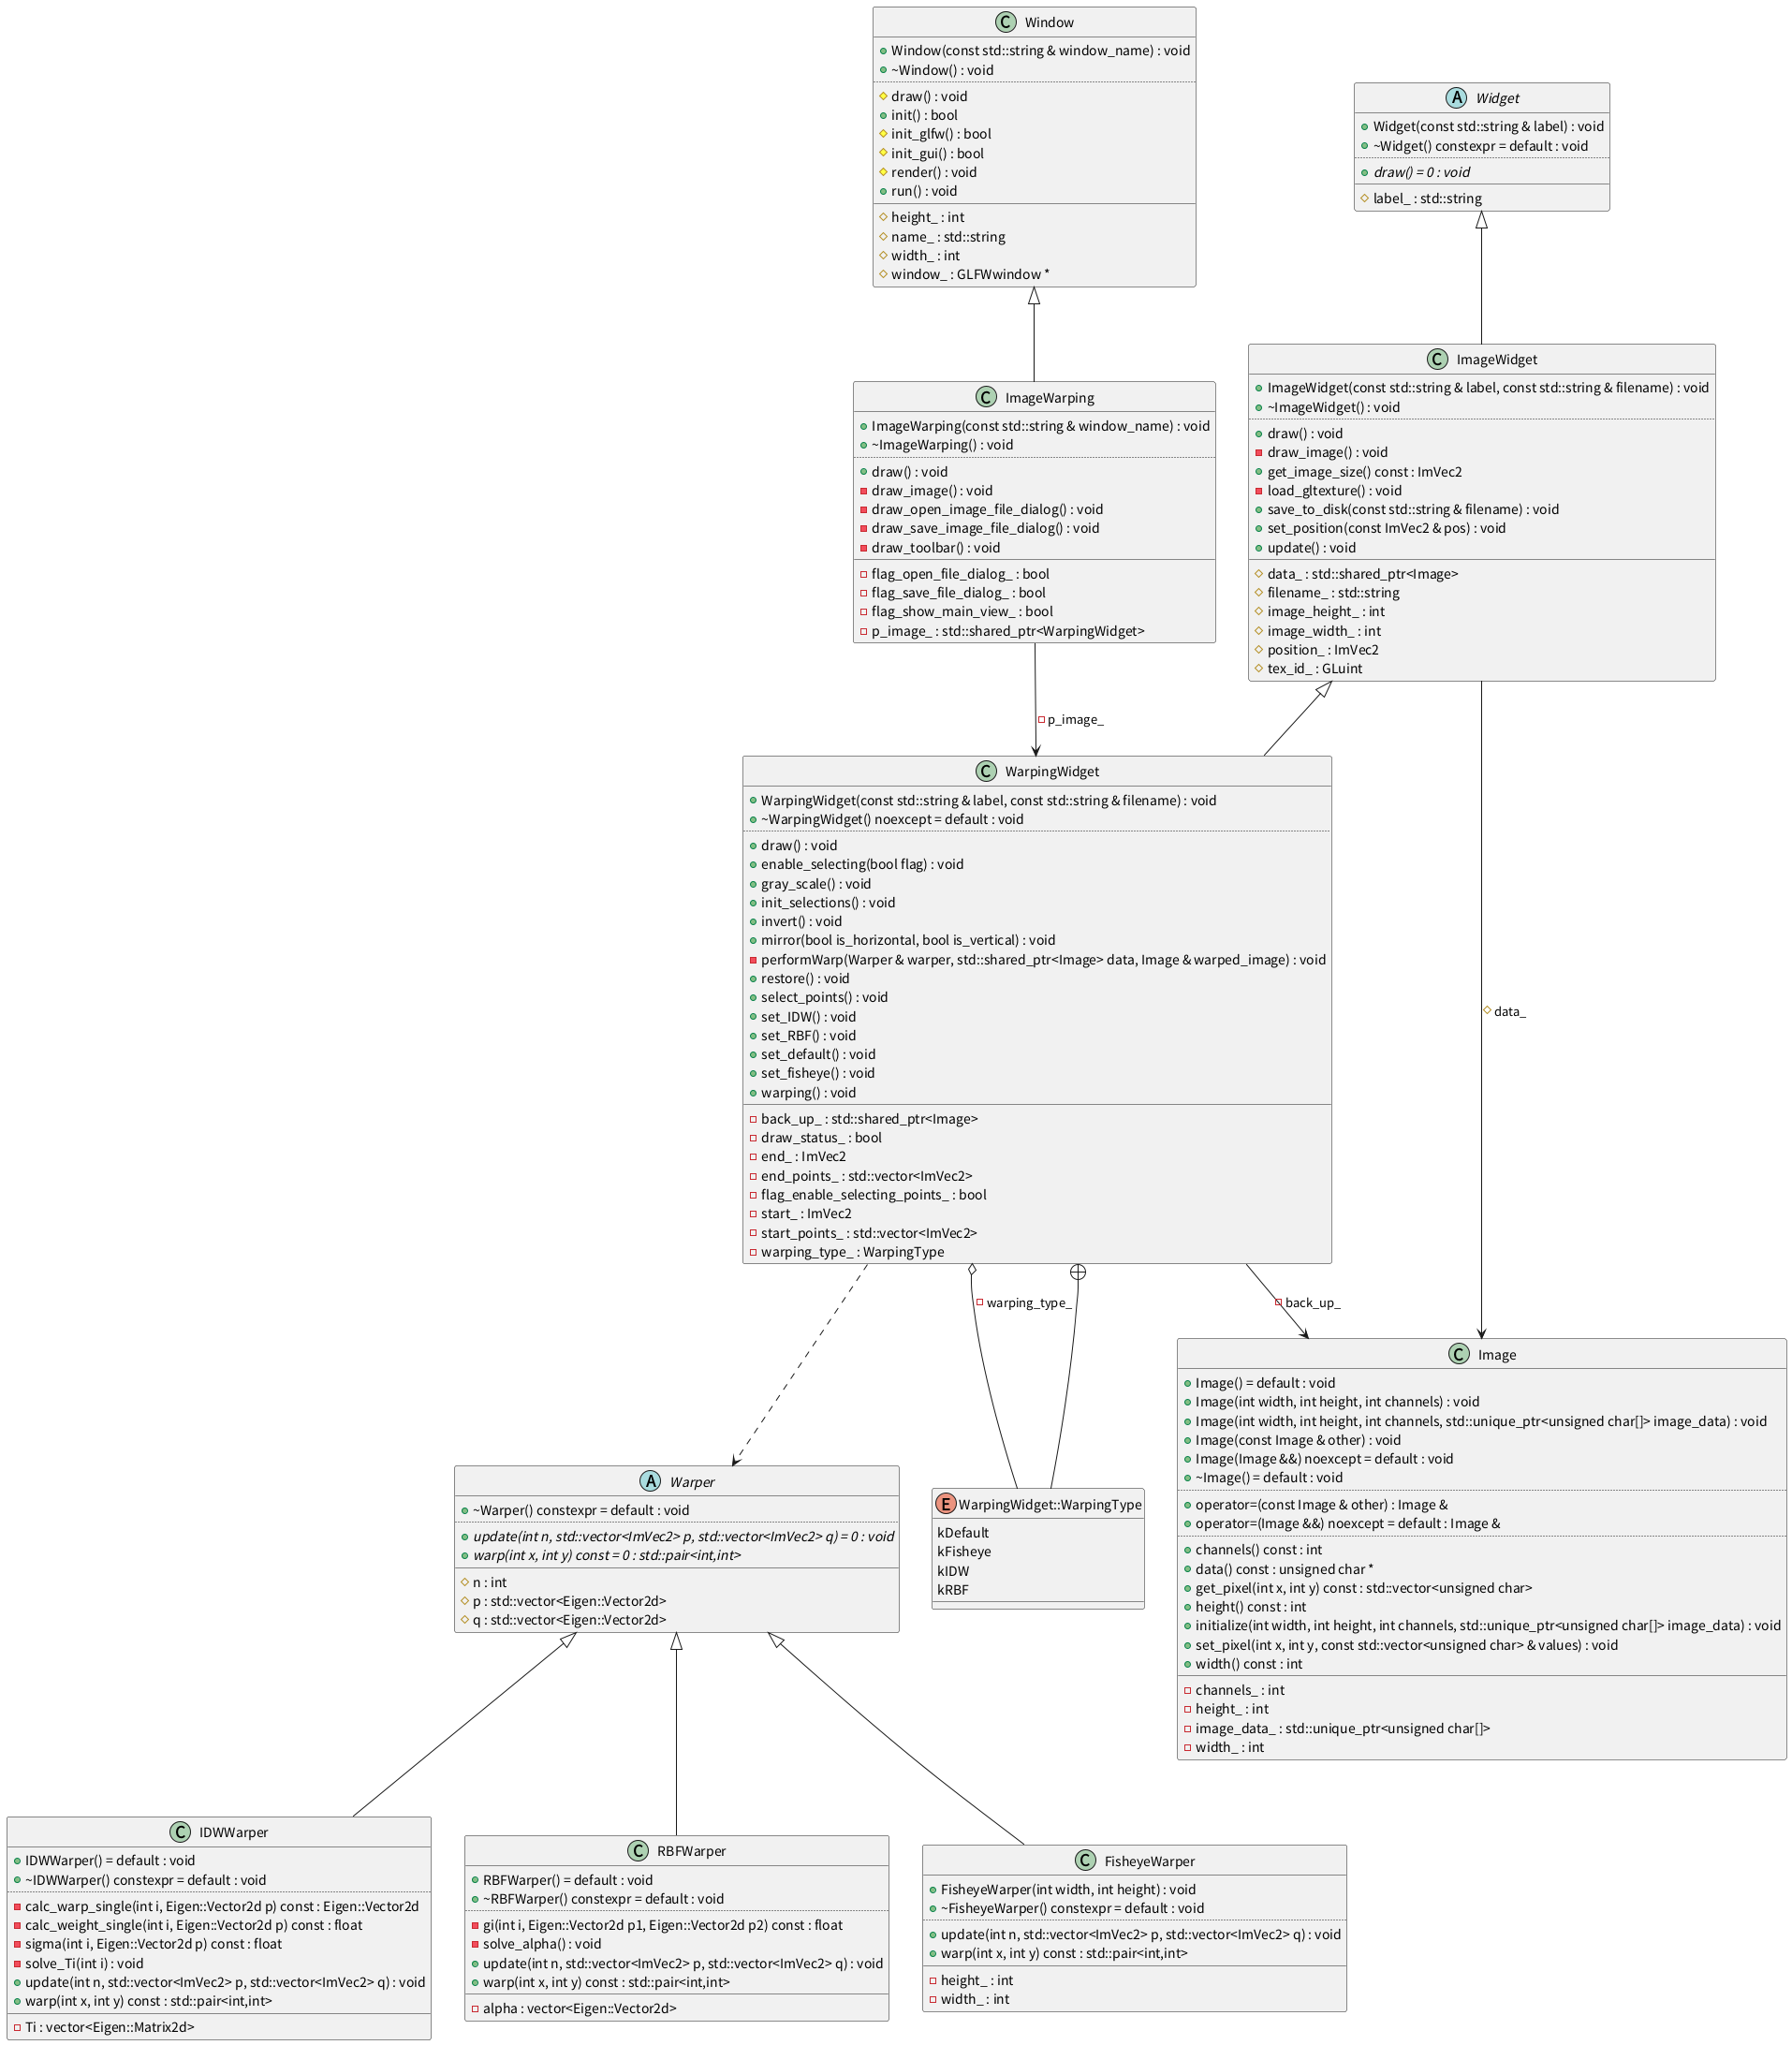 C Window
Window(const std::string & window_name) : void
~Window() : void
draw() : void
init() : bool
init_glfw() : bool
init_gui() : bool
render() : void
run() : void
height_ : int
name_ : std::string
width_ : int
window_ : GLFWwindow *
A Widget
Widget(const std::string & label) : void
~Widget() constexpr = default : void
draw() = 0 : void
label_ : std::string
C ImageWarping
ImageWarping(const std::string & window_name) : void
~ImageWarping() : void
draw() : void
draw_image() : void
draw_open_image_file_dialog() : void
draw_save_image_file_dialog() : void
draw_toolbar() : void
flag_open_file_dialog_ : bool
flag_save_file_dialog_ : bool
flag_show_main_view_ : bool
p_image_ : std::shared_ptr<WarpingWidget>
C ImageWidget
ImageWidget(const std::string & label, const std::string & filename) : void
~ImageWidget() : void
draw() : void
draw_image() : void
get_image_size() const : ImVec2
load_gltexture() : void
save_to_disk(const std::string & filename) : void
set_position(const ImVec2 & pos) : void
update() : void
data_ : std::shared_ptr<Image>
filename_ : std::string
image_height_ : int
image_width_ : int
position_ : ImVec2
tex_id_ : GLuint
p_image_
C WarpingWidget
WarpingWidget(const std::string & label, const std::string & filename) : void
~WarpingWidget() noexcept = default : void
draw() : void
enable_selecting(bool flag) : void
gray_scale() : void
init_selections() : void
invert() : void
mirror(bool is_horizontal, bool is_vertical) : void
performWarp(Warper & warper, std::shared_ptr<Image> data, Image & warped_image) : void
restore() : void
select_points() : void
set_IDW() : void
set_RBF() : void
set_default() : void
set_fisheye() : void
warping() : void
back_up_ : std::shared_ptr<Image>
draw_status_ : bool
end_ : ImVec2
end_points_ : std::vector<ImVec2>
flag_enable_selecting_points_ : bool
start_ : ImVec2
start_points_ : std::vector<ImVec2>
warping_type_ : WarpingType
data_
warping_type_
back_up_
A Warper
~Warper() constexpr = default : void
update(int n, std::vector<ImVec2> p, std::vector<ImVec2> q) = 0 : void
warp(int x, int y) const = 0 : std::pair<int,int>
n : int
p : std::vector<Eigen::Vector2d>
q : std::vector<Eigen::Vector2d>
E WarpingWidget::WarpingType
kDefault
kFisheye
kIDW
kRBF
C Image
Image() = default : void
Image(int width, int height, int channels) : void
Image(int width, int height, int channels, std::unique_ptr<unsigned char[]> image_data) : void
Image(const Image & other) : void
Image(Image &&) noexcept = default : void
~Image() = default : void
operator=(const Image & other) : Image &
operator=(Image &&) noexcept = default : Image &
channels() const : int
data() const : unsigned char *
get_pixel(int x, int y) const : std::vector<unsigned char>
height() const : int
initialize(int width, int height, int channels, std::unique_ptr<unsigned char[]> image_data) : void
set_pixel(int x, int y, const std::vector<unsigned char> & values) : void
width() const : int
channels_ : int
height_ : int
image_data_ : std::unique_ptr<unsigned char[]>
width_ : int
C IDWWarper
IDWWarper() = default : void
~IDWWarper() constexpr = default : void
calc_warp_single(int i, Eigen::Vector2d p) const : Eigen::Vector2d
calc_weight_single(int i, Eigen::Vector2d p) const : float
sigma(int i, Eigen::Vector2d p) const : float
solve_Ti(int i) : void
update(int n, std::vector<ImVec2> p, std::vector<ImVec2> q) : void
warp(int x, int y) const : std::pair<int,int>
Ti : vector<Eigen::Matrix2d>
C RBFWarper
RBFWarper() = default : void
~RBFWarper() constexpr = default : void
gi(int i, Eigen::Vector2d p1, Eigen::Vector2d p2) const : float
solve_alpha() : void
update(int n, std::vector<ImVec2> p, std::vector<ImVec2> q) : void
warp(int x, int y) const : std::pair<int,int>
alpha : vector<Eigen::Vector2d>
C FisheyeWarper
FisheyeWarper(int width, int height) : void
~FisheyeWarper() constexpr = default : void
update(int n, std::vector<ImVec2> p, std::vector<ImVec2> q) : void
warp(int x, int y) const : std::pair<int,int>
height_ : int
width_ : int